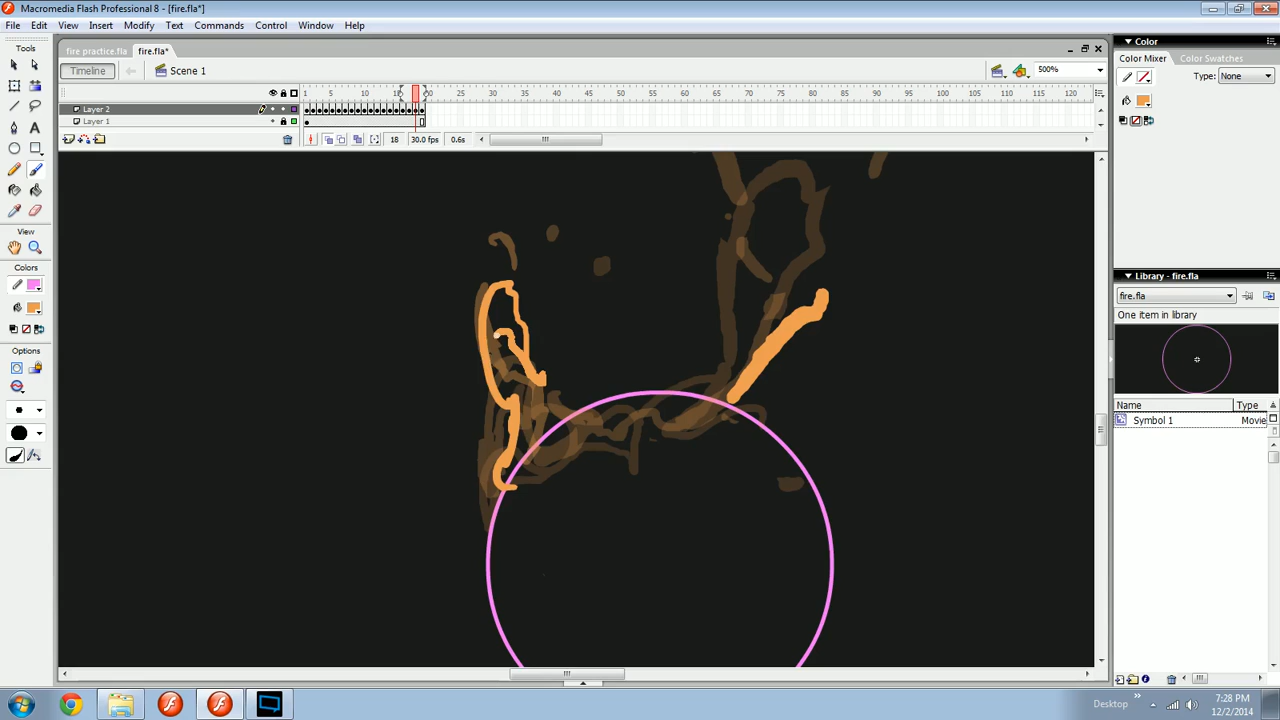 Macromedia Flash Professional 8 - [fire.fla*]
File Edit View Insert Modify Text Commands Control Window Help
Tools
View
Colors
Options
fire practice.fla fire.fla*
Timeline Scene 1 500%
1 5 10 15 20 25 30 35 40 45 50 55 60 65 70 75 80 85 90 95 100 105 110 115 120
Layer 2
Layer 1
18 30.0 fps 0.6s
Color
Color Mixer Color Swatches
Type: None
Library - fire.fla
fire.fla
One item in library
Name Type
Symbol 1 Movie
Desktop
7:28 PM
12/2/2014